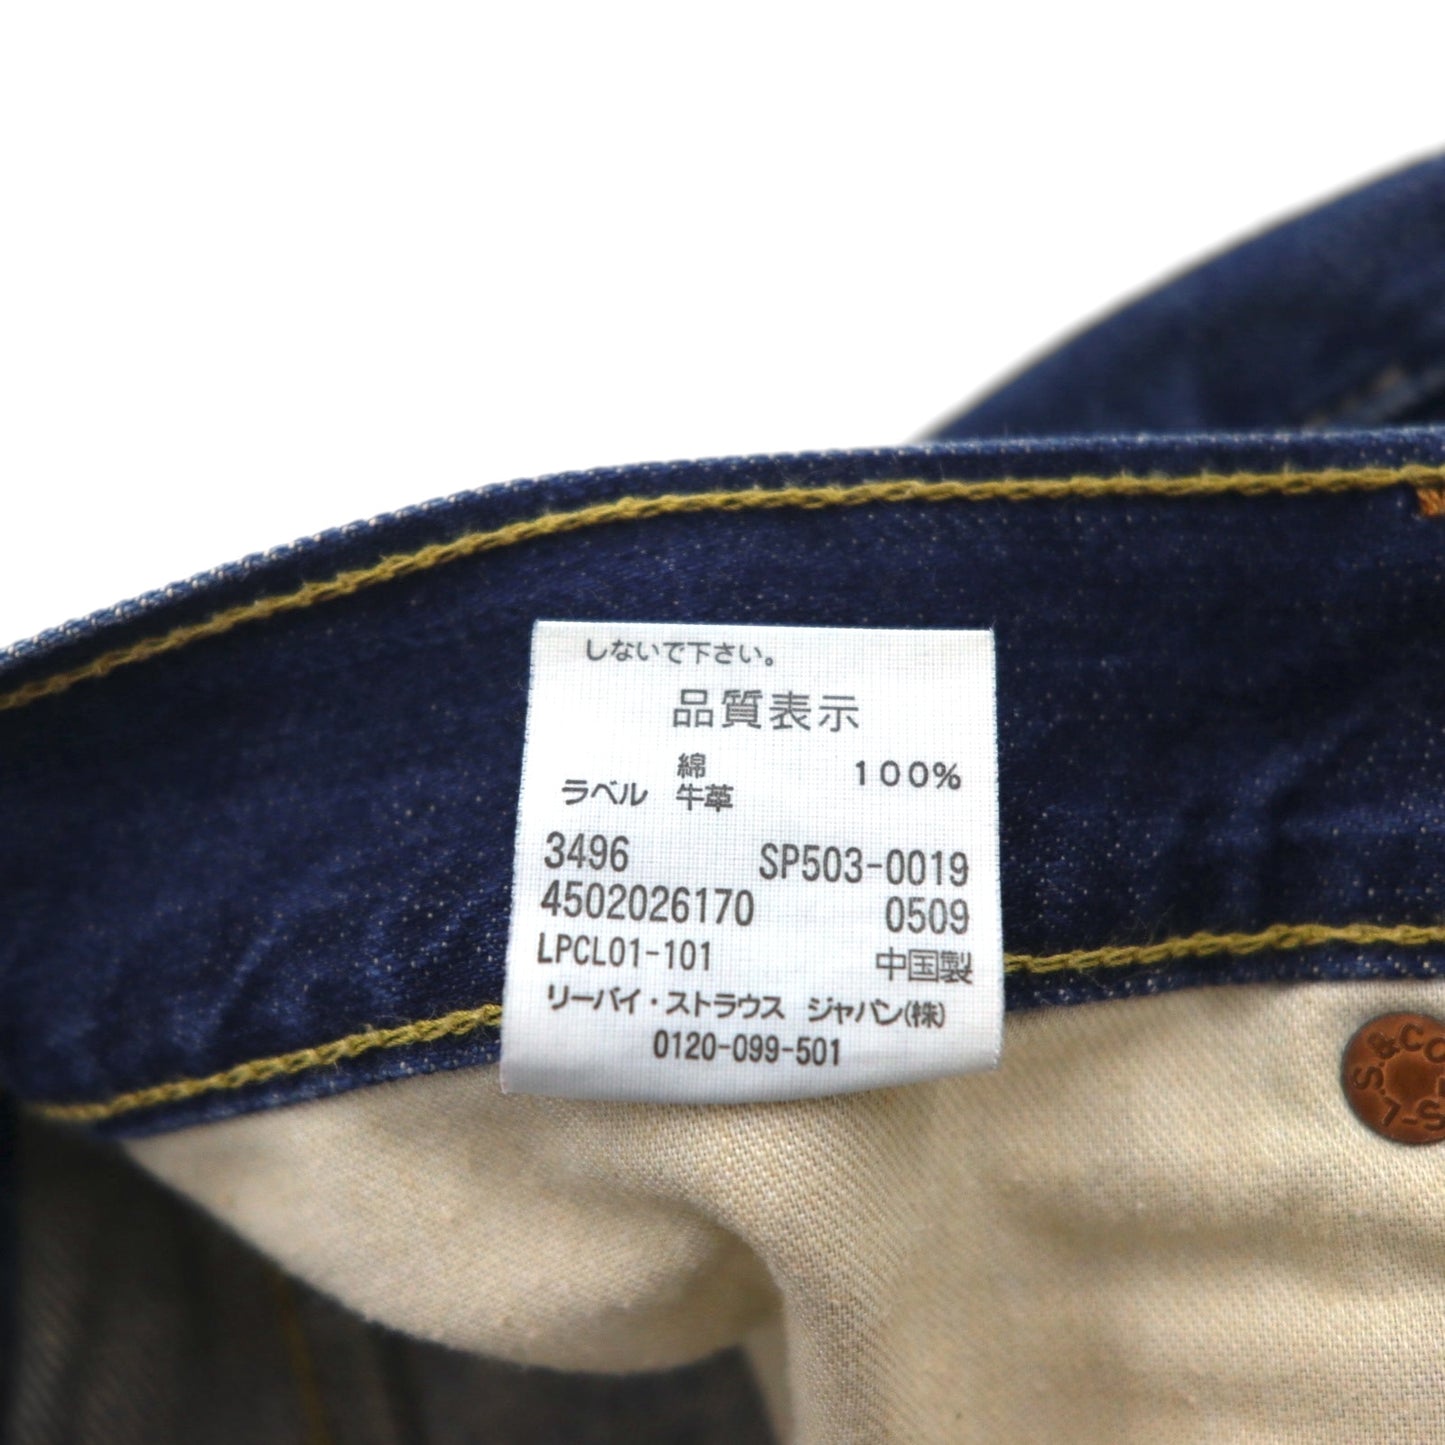 しないで下さい。
品質表示
綿 100%
ラベル 牛革
3496 SP503-0019
4502026170 0509
LPCL01-101 中国製
リーバイ・ストラウス ジャパン(株)
0120-099-501
L.S.&CO